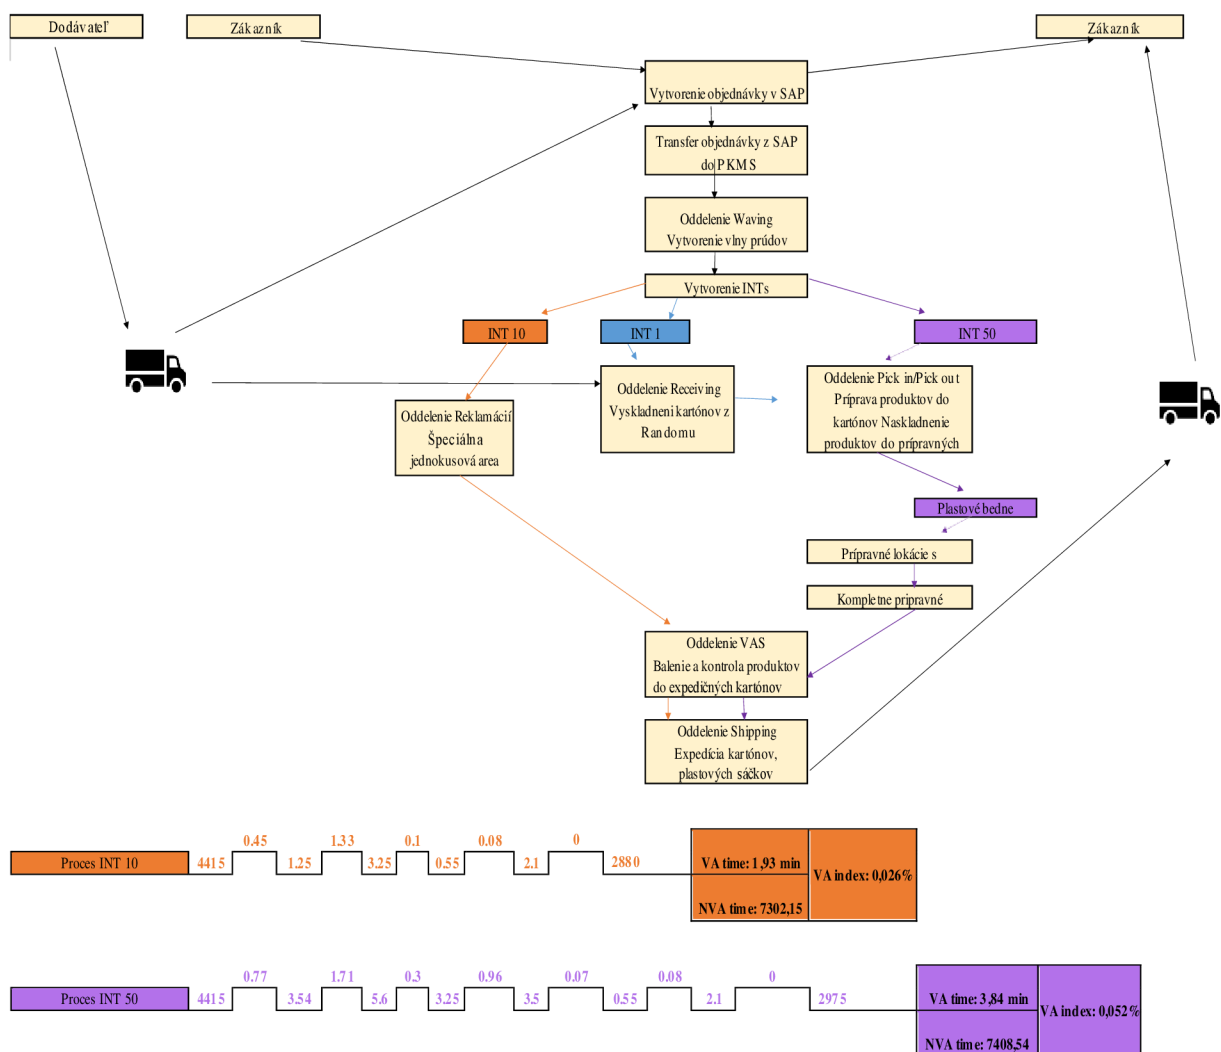 Dodávateľ
Zákazník
Zákazník
Vytvorenie objednávky v SAP
Transfer objednávky z SAP
do PKMS
Oddelenie Waving
Vytvorenie vlny prúdov
Vytvorenie INTs
INT 10
INT 1
INT 50
Oddelenie Reklamácií
Špeciálna
jednokusová area
Oddelenie Receiving
Vyskladneni kartónov z
Randomu
Oddelenie Pick in/Pick out
Príprava produktov do
kartónov Naskladnenie
produktov do prípravných
Plastové bedne
Prípravné lokácie s
Kompletne pripravné
Oddelenie VAS
Balenie a kontrola produktov
do expedičných kartónov
Oddelenie Shipping
Expedícia kartónov,
plastových sáčkov
0.45 1.33 0.1 0.08 0
Proces INT 10 4415 1.25 3.25 0.55 2.1 2880
VA time: 1,93 min
NVA time: 7302,15
VA index: 0,026%
0.77 1.71 0.3 0.96 0.07 0.08 0
Proces INT 50 4415 3.54 5.6 3.25 3.5 0.55 2.1 2975
VA time: 3,84 min
NVA time: 7408,54
VA index: 0,052%